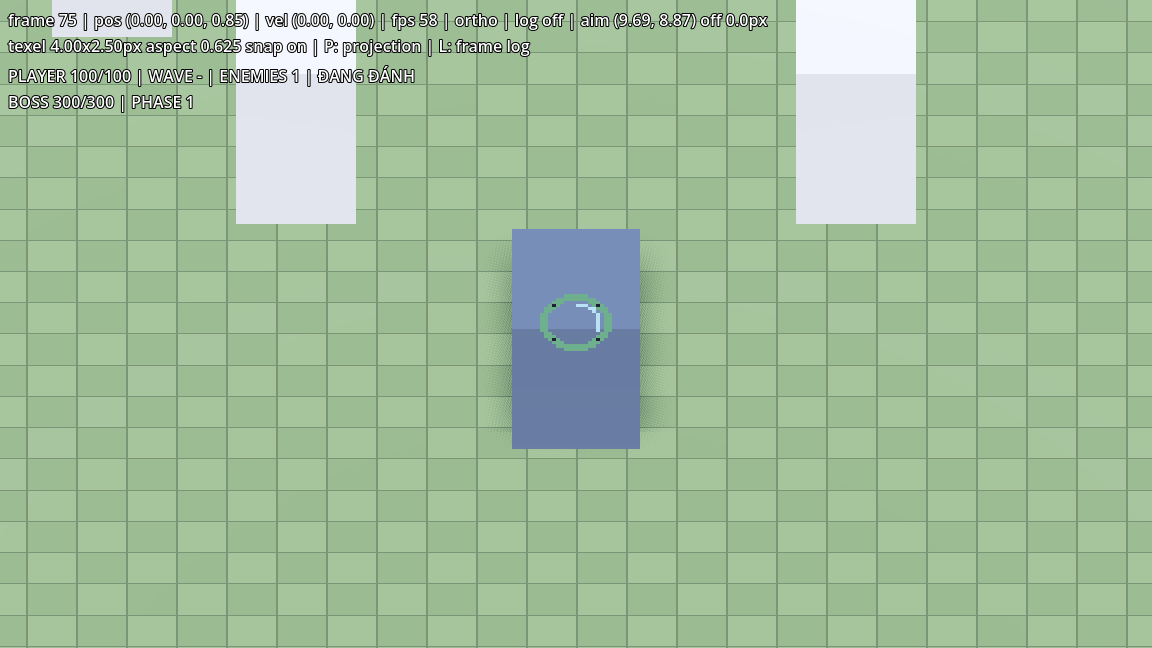 frame 75 | pos (0.00, 0.00, 0.85) | vel (0.00, 0.00) | fps 58 | ortho | log off | aim (9.69, 8.87) off 0.0px
texel 4.00x2.50px aspect 0.625 snap on | P: projection | L: frame log
PLAYER 100/100 | WAVE - | ENEMIES 1 | ĐANG ĐÁNH
BOSS 300/300 | PHASE 1